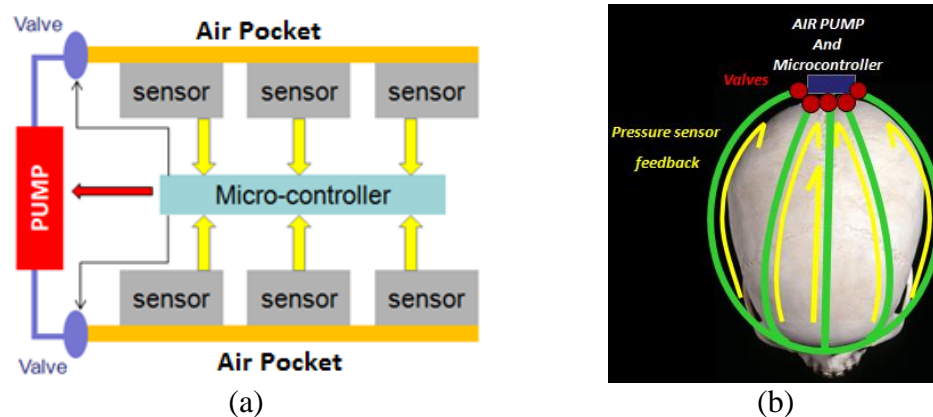 Valve
Air Pocket
sensor sensor sensor
PUMP
Micro-controller
sensor sensor sensor
Valve
Air Pocket
(a)
AIR PUMP
And
Microcontroller
Valves
Pressure sensor
feedback
(b)